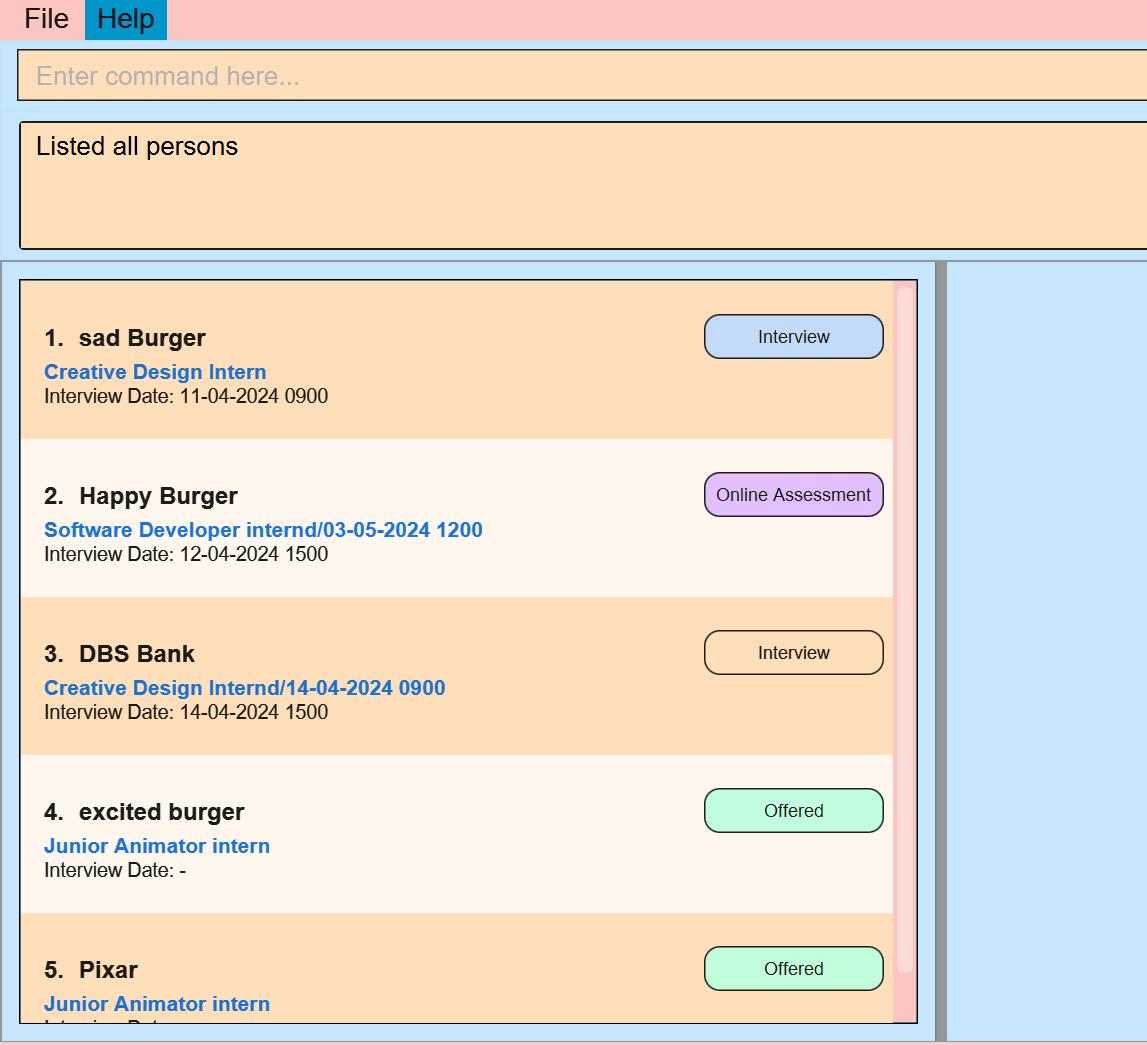 File Help
Enter command here...
Listed all persons
1. sad Burger
Interview
Creative Design Intern
Interview Date: 11-04-2024 0900
2. Happy Burger
Online Assessment
Software Developer internd/03-05-2024 1200
Interview Date: 12-04-2024 1500
3. DBS Bank
Interview
Creative Design Internd/14-04-2024 0900
Interview Date: 14-04-2024 1500
4. excited burger
Offered
Junior Animator intern
Interview Date: -
5. Pixar
Offered
Junior Animator intern